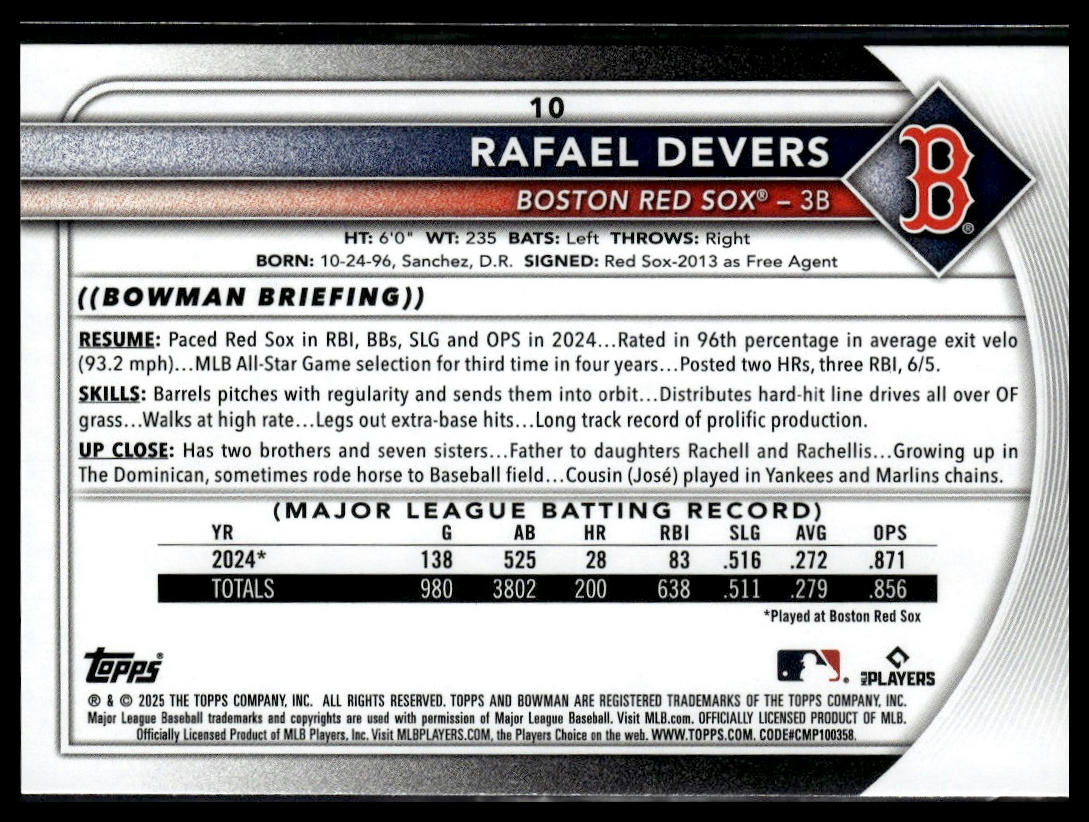 10
RAFAEL DEVERS
BOSTON RED SOX® – 3B
B®
HT: 6'0" WT: 235 BATS: Left THROWS: Right
BORN: 10-24-96, Sanchez, D.R. SIGNED: Red Sox-2013 as Free Agent
((BOWMAN BRIEFING))
RESUME: Paced Red Sox in RBI, BBs, SLG and OPS in 2024...Rated in 96th percentage in average exit velo
(93.2 mph)...MLB All-Star Game selection for third time in four years...Posted two HRs, three RBI, 6/5.
SKILLS: Barrels pitches with regularity and sends them into orbit...Distributes hard-hit line drives all over OF
grass...Walks at high rate...Legs out extra-base hits...Long track record of prolific production.
UP CLOSE: Has two brothers and seven sisters...Father to daughters Rachell and Rachellis...Growing up in
The Dominican, sometimes rode horse to Baseball field...Cousin (José) played in Yankees and Marlins chains.
(MAJOR LEAGUE BATTING RECORD)
YR G AB HR RBI SLG AVG OPS
2024* 138 525 28 83 .516 .272 .871
TOTALS 980 3802 200 638 .511 .279 .856
*Played at Boston Red Sox
topps®
MLB PLAYERS
® & © 2025 THE TOPPS COMPANY, INC. ALL RIGHTS RESERVED. TOPPS AND BOWMAN ARE REGISTERED TRADEMARKS OF THE TOPPS COMPANY, INC.
Major League Baseball trademarks and copyrights are used with permission of Major League Baseball. Visit MLB.com. OFFICIALLY LICENSED PRODUCT OF MLB.
Officially Licensed Product of MLB Players, Inc. Visit MLBPLAYERS.COM, the Players Choice on the web. WWW.TOPPS.COM. CODE#CMP100358.